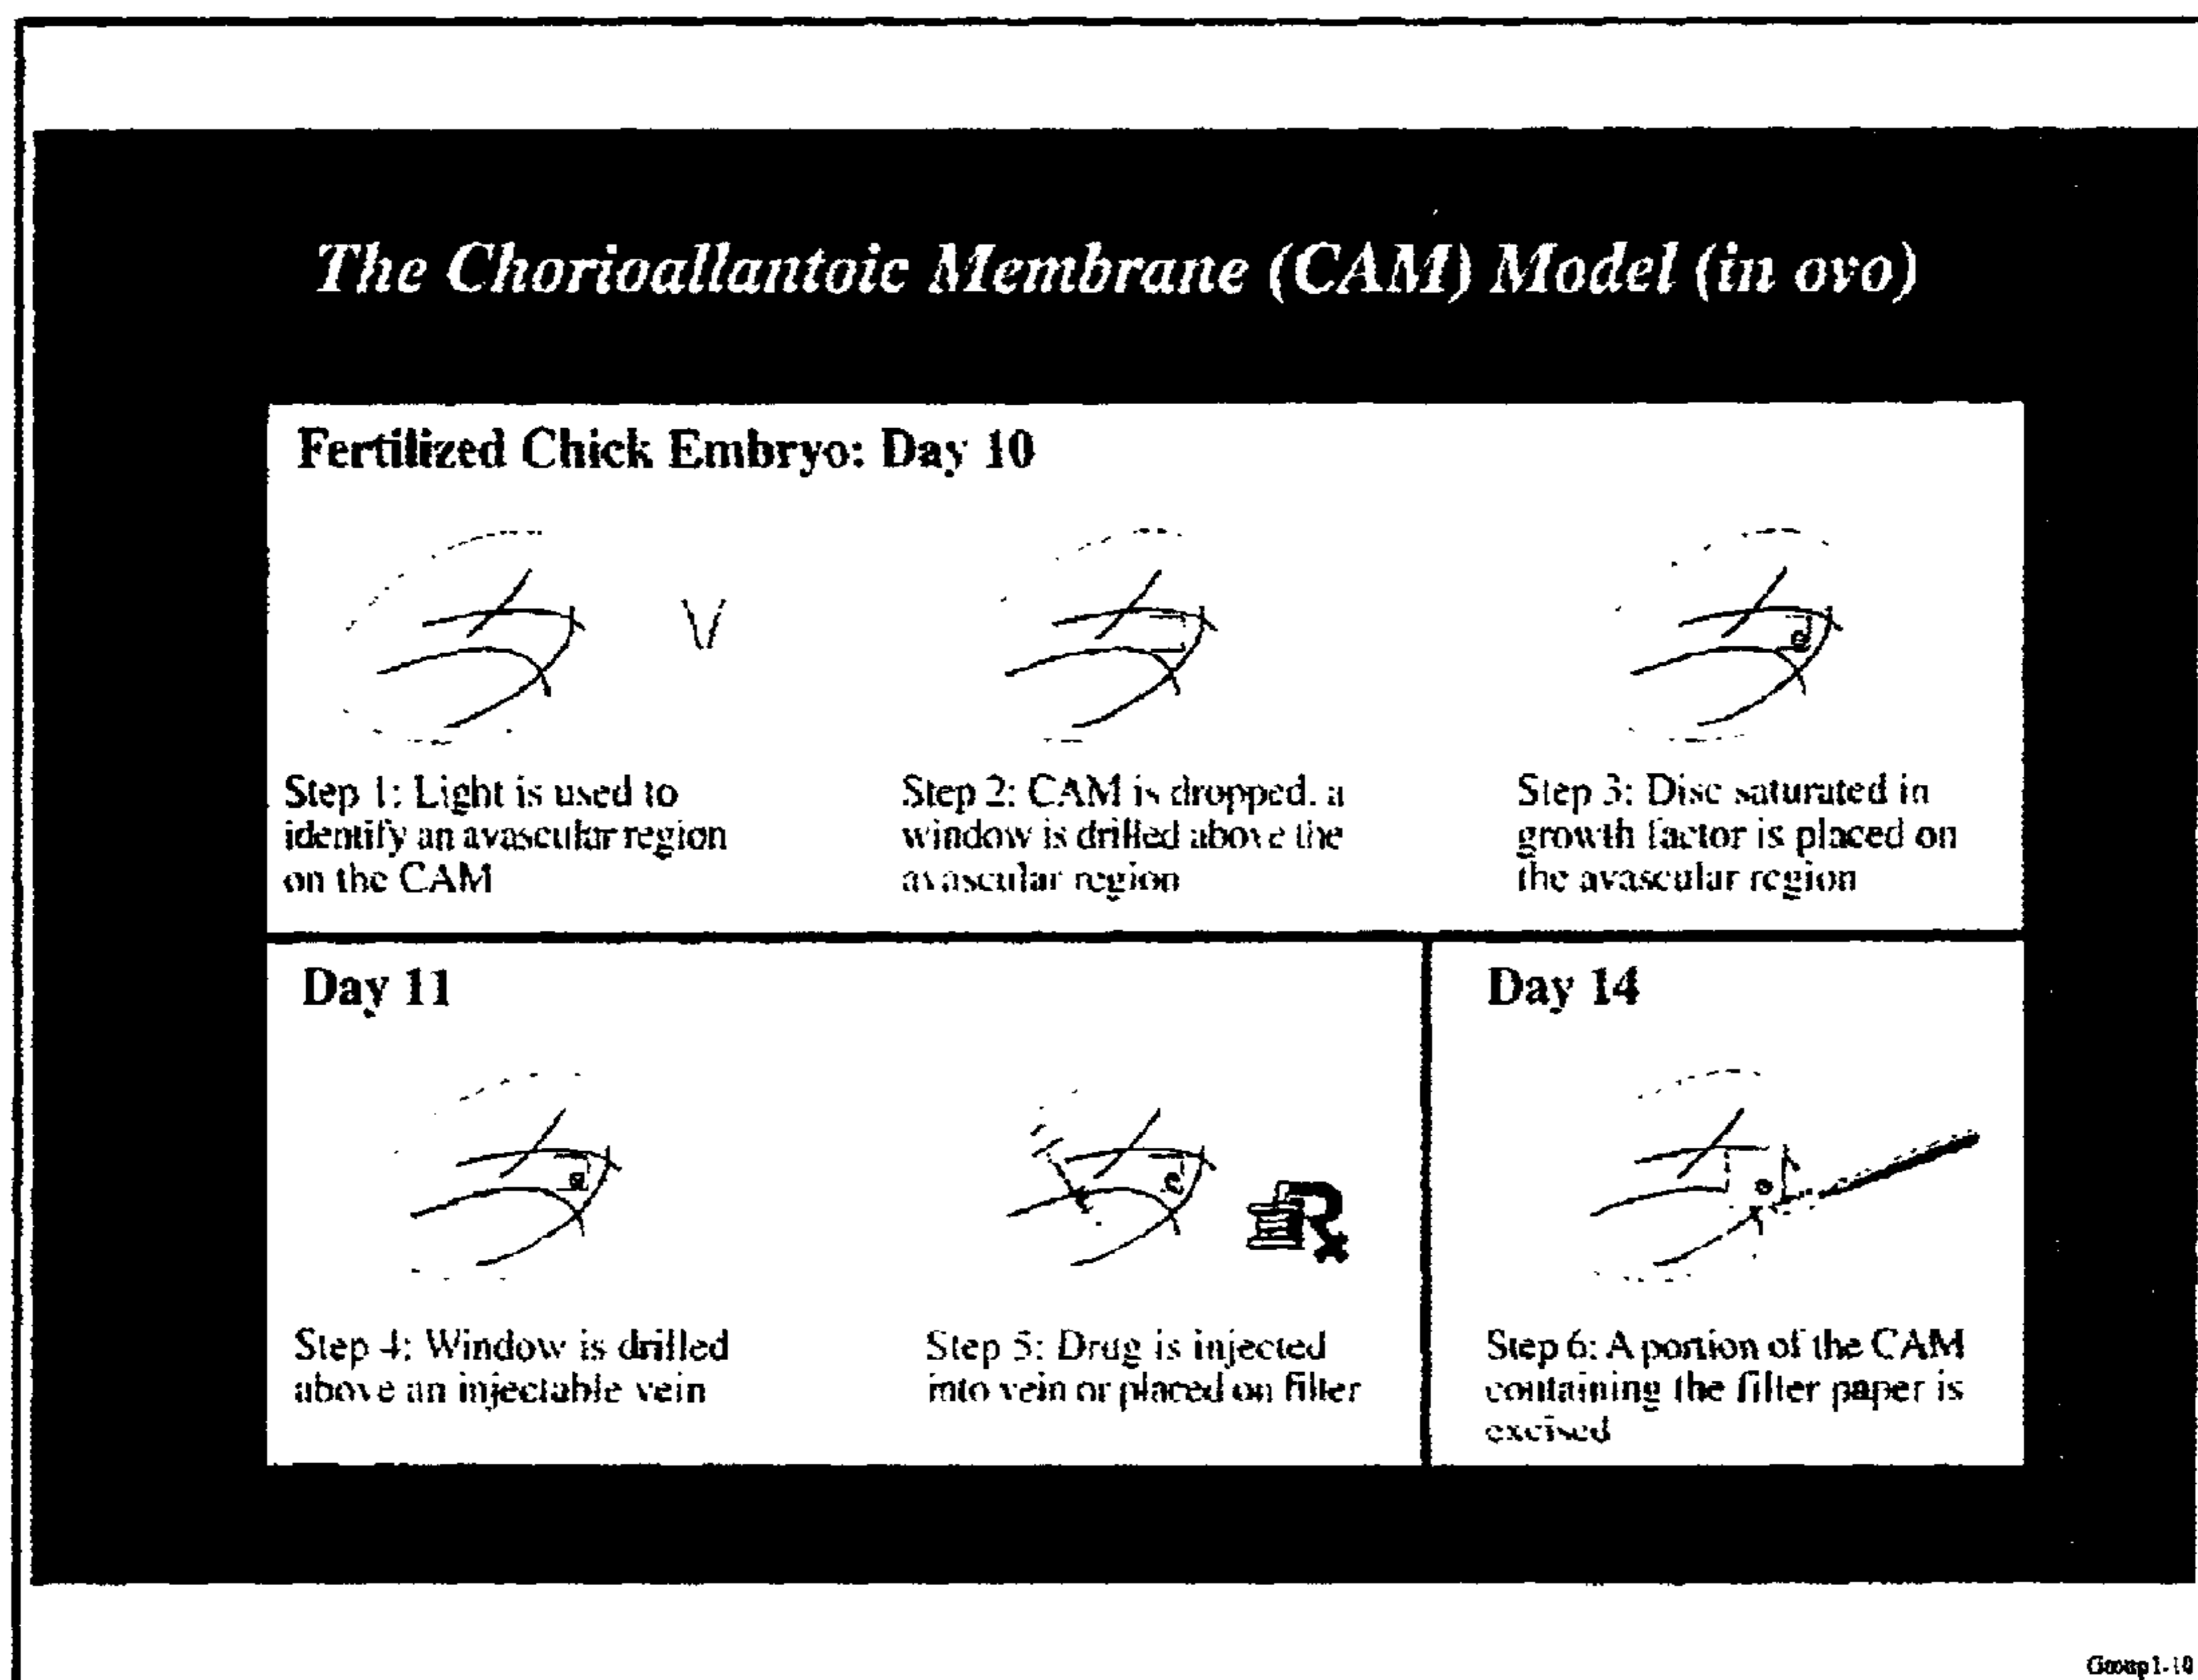 The Chorioallantoic Membrane (CAM) Model (in ovo)
Fertilized Chick Embryo: Day 10
Step 1: Light is used to
identify an avascular region
on the CAM
Step 2: CAM is dropped, a
window is drilled above the
avascular region
Step 3: Disc saturated in
growth factor is placed on
the avascular region
Day 11
Step 4: Window is drilled
above an injectable vein
Step 5: Drug is injected
into vein or placed on filter
Rx
Day 14
Step 6: A portion of the CAM
containing the filter paper is
excised
Group1-10